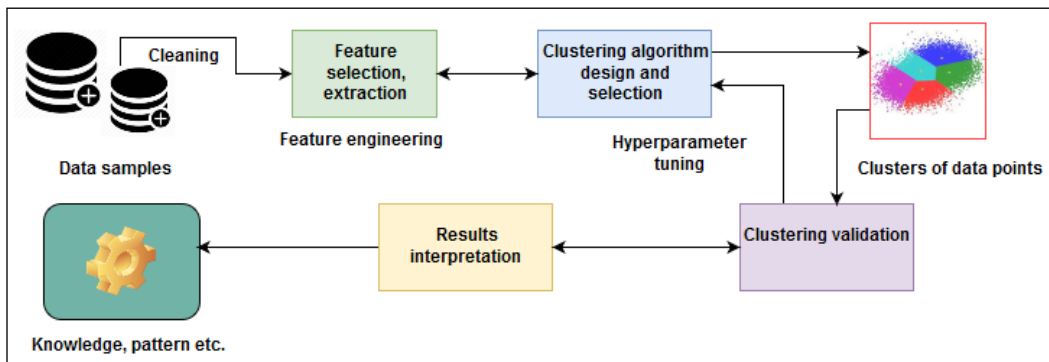 Cleaning
Feature
selection,
extraction
Clustering algorithm
design and
selection
Feature engineering
Hyperparameter
tuning
Data samples
Clusters of data points
Results
interpretation
Clustering validation
Knowledge, pattern etc.